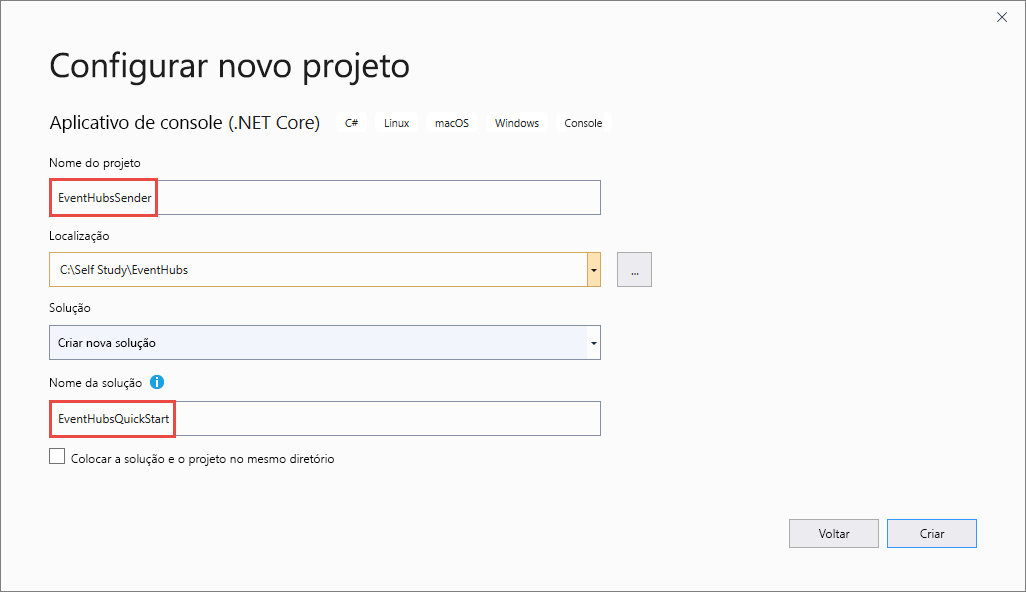 Configurar novo projeto
Aplicativo de console (.NET Core) C# Linux macOS Windows Console
Nome do projeto
EventHubsSender
Localização
C:\Self Study\EventHubs
...
Solução
Criar nova solução
Nome da solução
EventHubsQuickStart
Colocar a solução e o projeto no mesmo diretório
Voltar Criar